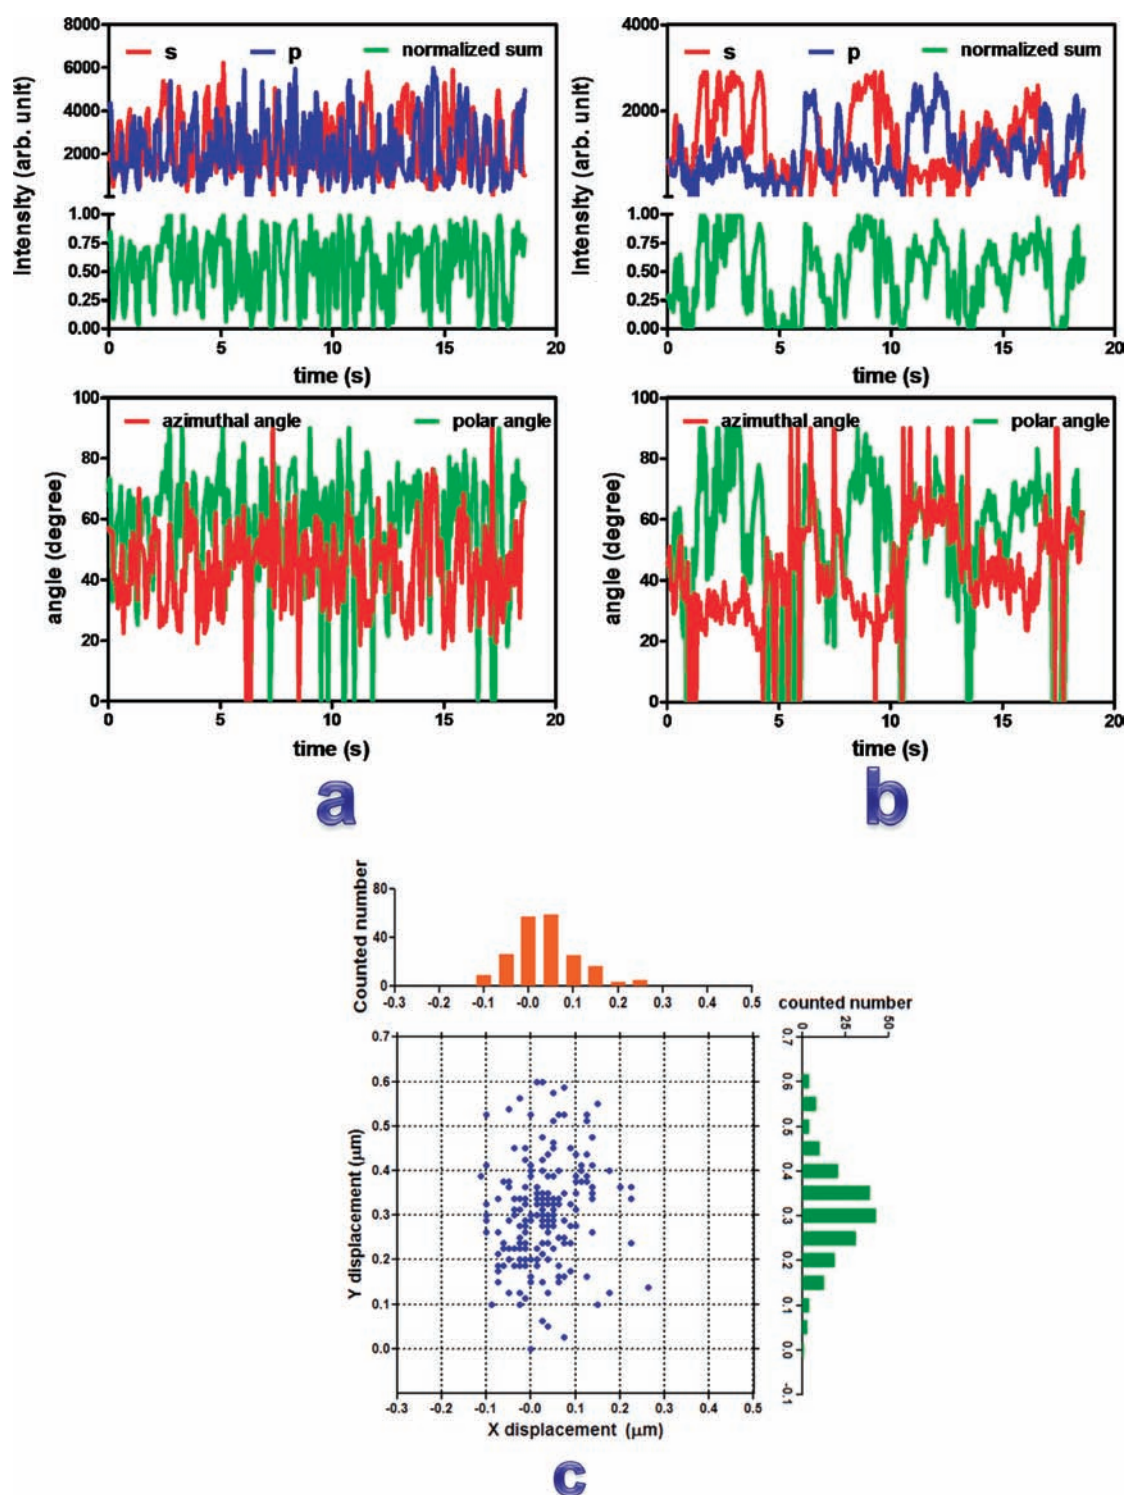 8000
6000
4000
2000
s
p
normalized sum
Intensity (arb. unit)
1.00
0.75
0.50
0.25
0.00
0 5 10 15 20
time (s)
100
80
60
40
20
0
azimuthal angle
polar angle
angle (degree)
0 5 10 15 20
time (s)
a
4000
2000
s
p
normalized sum
Intensity (arb. unit)
1.00
0.75
0.50
0.25
0.00
0 5 10 15 20
time (s)
100
80
60
40
20
0
azimuthal angle
polar angle
angle (degree)
0 5 10 15 20
time (s)
b
Counted number
80
40
0
-0.3 -0.2 -0.1 -0.0 0.1 0.2 0.3 0.4 0.5
counted number
0 25 50
0.7
0.6
0.5
0.4
0.3
0.2
0.1
0.0
-0.1
0.7
0.6
0.5
0.4
0.3
0.2
0.1
0.0
Y displacement (μm)
-0.3 -0.2 -0.1 -0.0 0.1 0.2 0.3 0.4 0.5
X displacement (μm)
c